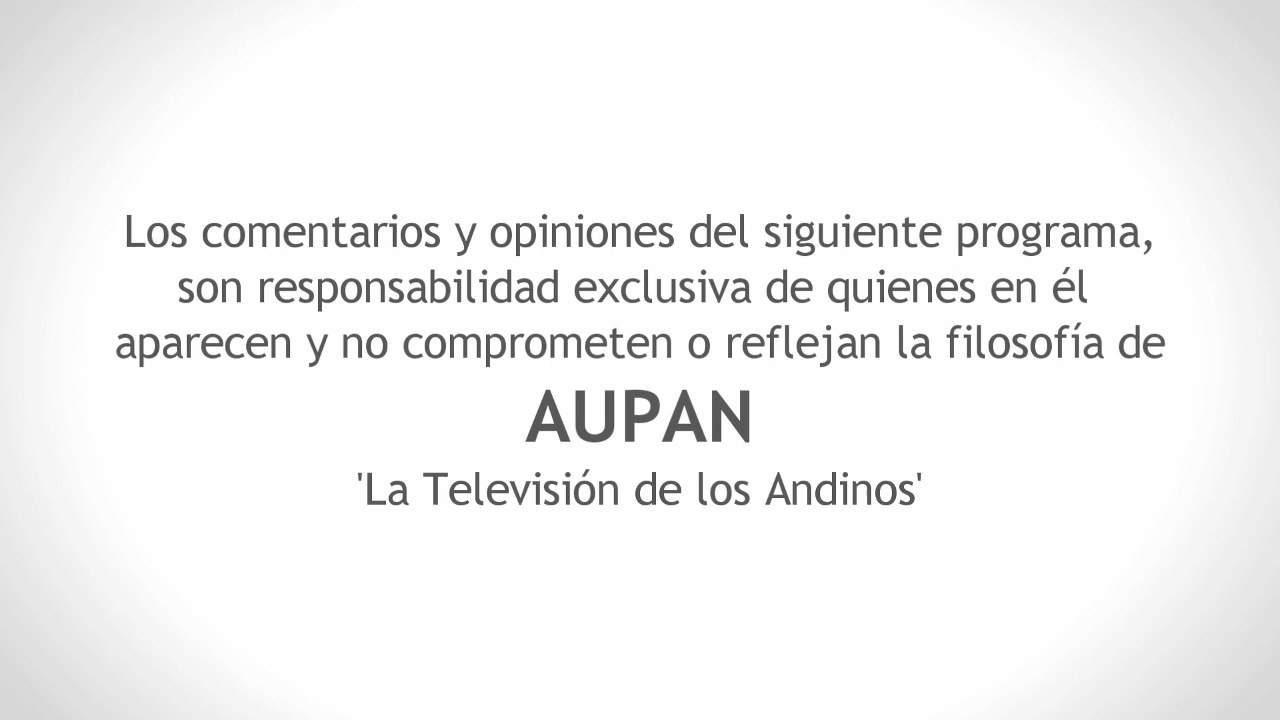 Los comentarios y opiniones del siguiente programa,
son responsabilidad exclusiva de quienes en él
aparecen y no comprometen o reflejan la filosofía de
AUPAN
'La Televisión de los Andinos'